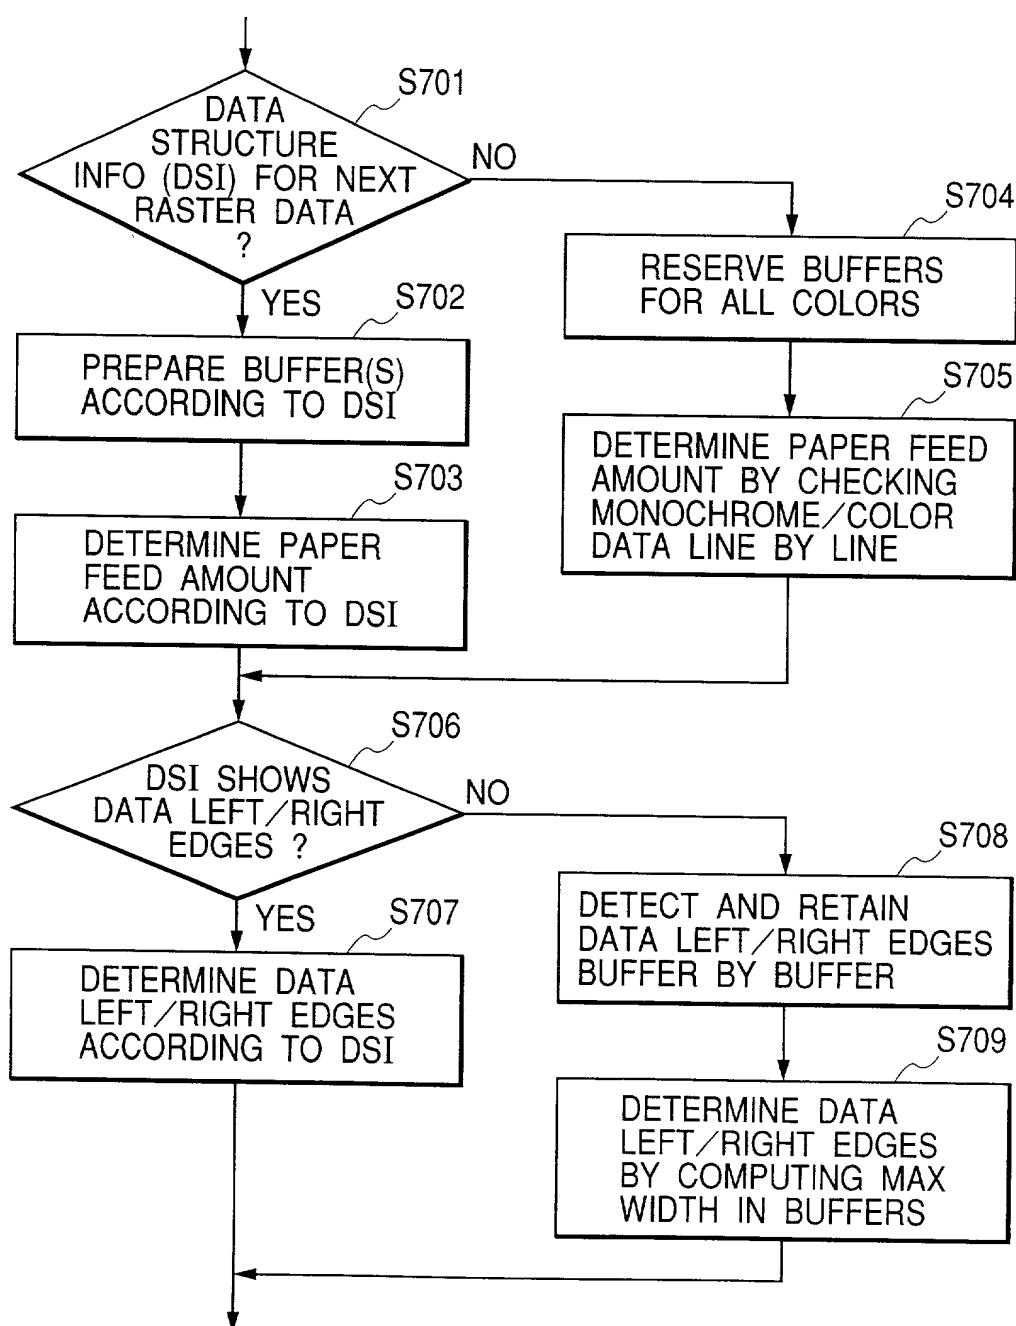 S701
DATA
STRUCTURE
INFO (DSI) FOR NEXT
RASTER DATA
?
NO
YES
S704
RESERVE BUFFERS
FOR ALL COLORS
S702
PREPARE BUFFER(S)
ACCORDING TO DSI
S705
DETERMINE PAPER FEED
AMOUNT BY CHECKING
MONOCHROME/COLOR
DATA LINE BY LINE
S703
DETERMINE PAPER
FEED AMOUNT
ACCORDING TO DSI
S706
DSI SHOWS
DATA LEFT/RIGHT
EDGES ?
NO
YES
S708
DETECT AND RETAIN
DATA LEFT/RIGHT EDGES
BUFFER BY BUFFER
S707
DETERMINE DATA
LEFT/RIGHT EDGES
ACCORDING TO DSI
S709
DETERMINE DATA
LEFT/RIGHT EDGES
BY COMPUTING MAX
WIDTH IN BUFFERS